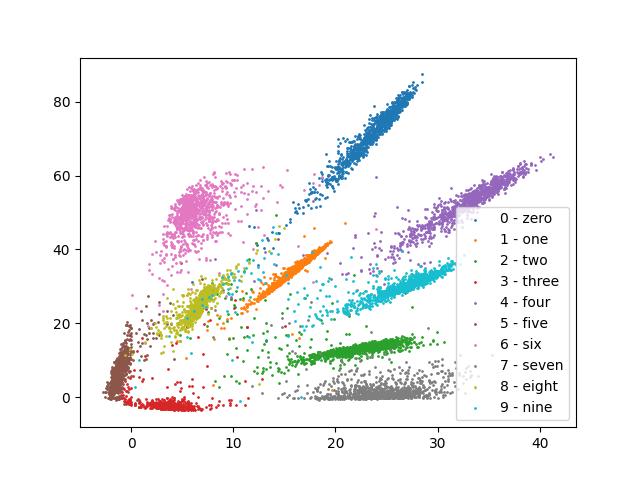 80
60
40
20
0
0 - zero
1 - one
2 - two
3 - three
4 - four
5 - five
6 - six
7 - seven
8 - eight
9 - nine
0 10 20 30 40